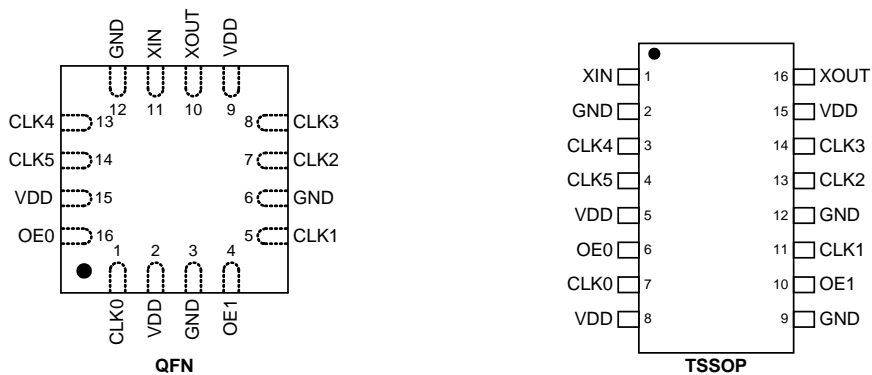 GND XIN XOUT VDD
12 11 10 9
CLK4 13 8 CLK3
CLK5 14 7 CLK2
VDD 15 6 GND
OE0 16 5 CLK1
1 2 3 4
CLK0 VDD GND OE1
QFN
XIN 1 16 XOUT
GND 2 15 VDD
CLK4 3 14 CLK3
CLK5 4 13 CLK2
VDD 5 12 GND
OE0 6 11 CLK1
CLK0 7 10 OE1
VDD 8 9 GND
TSSOP